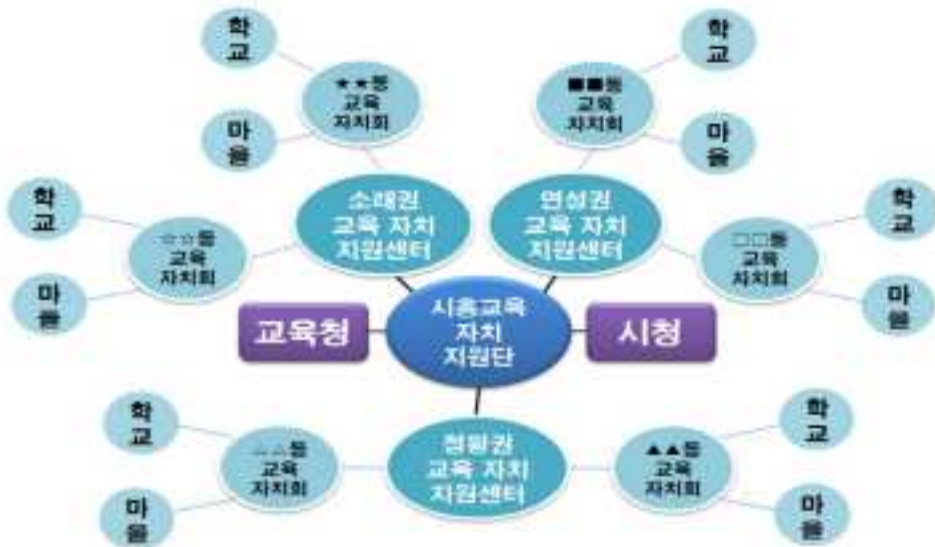 학
교
마
을
★★동
교육
자치회
■■동
교육
자치회
학
교
마
을
학
교
마
을
☆☆동
교육
자치회
소래권
교육 자치
지원센터
연성권
교육 자치
지원센터
□□동
교육
자치회
학
교
마
을
교육청
시흥교육
자치
지원단
시청
학
교
마
을
△△동
교육
자치회
정왕권
교육 자치
지원센터
▲▲동
교육
자치회
학
교
마
을